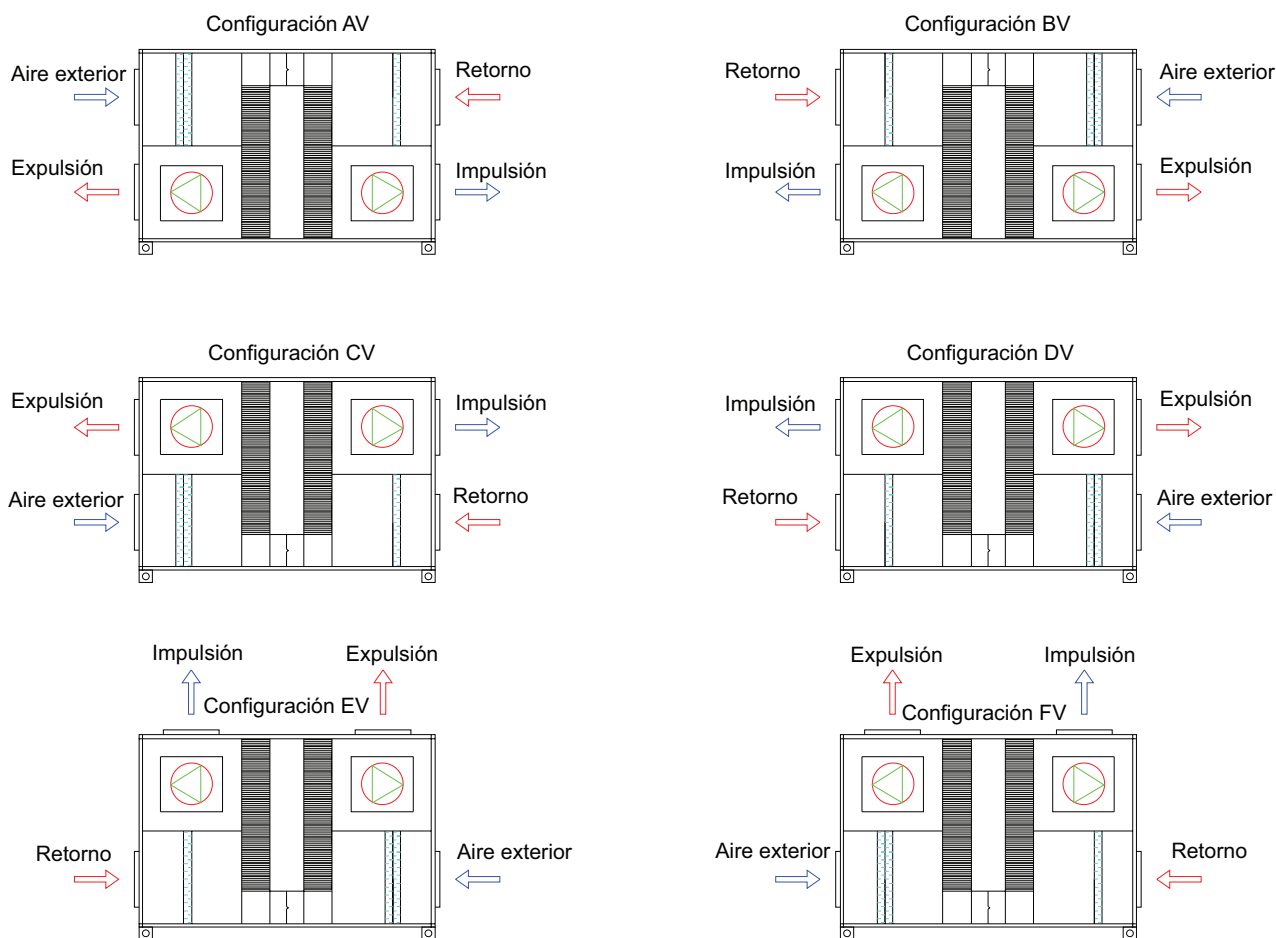 Configuración AV
Aire exterior
Retorno
Expulsión
Impulsión
Configuración BV
Retorno
Aire exterior
Impulsión
Expulsión
Configuración CV
Expulsión
Impulsión
Aire exterior
Retorno
Configuración DV
Impulsión
Expulsión
Retorno
Aire exterior
Impulsión
Expulsión
Configuración EV
Retorno
Aire exterior
Expulsión
Impulsión
Configuración FV
Aire exterior
Retorno